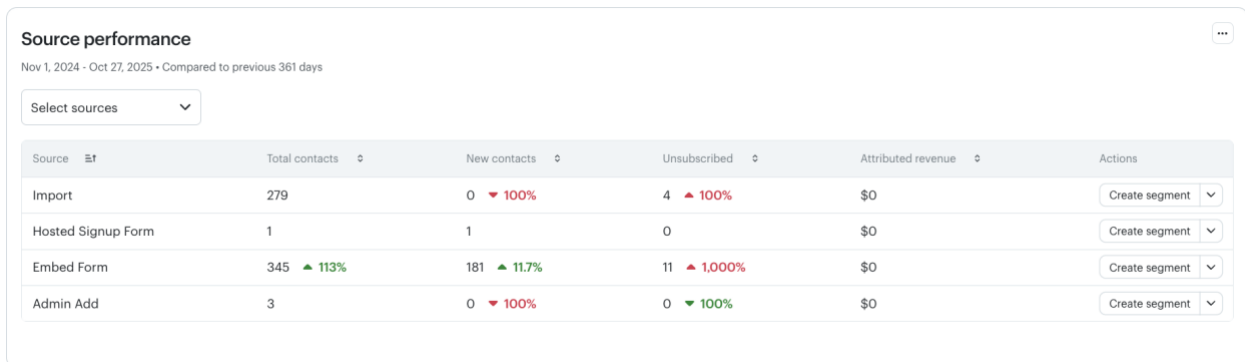 Source performance
Nov 1, 2024 - Oct 27, 2025 • Compared to previous 361 days
Select sources
Source Total contacts New contacts Unsubscribed Attributed revenue Actions
Import 279 0 100% 4 100% $0 Create segment
Hosted Signup Form 1 1 0 $0 Create segment
Embed Form 345 113% 181 11.7% 11 1,000% $0 Create segment
Admin Add 3 0 100% 0 100% $0 Create segment